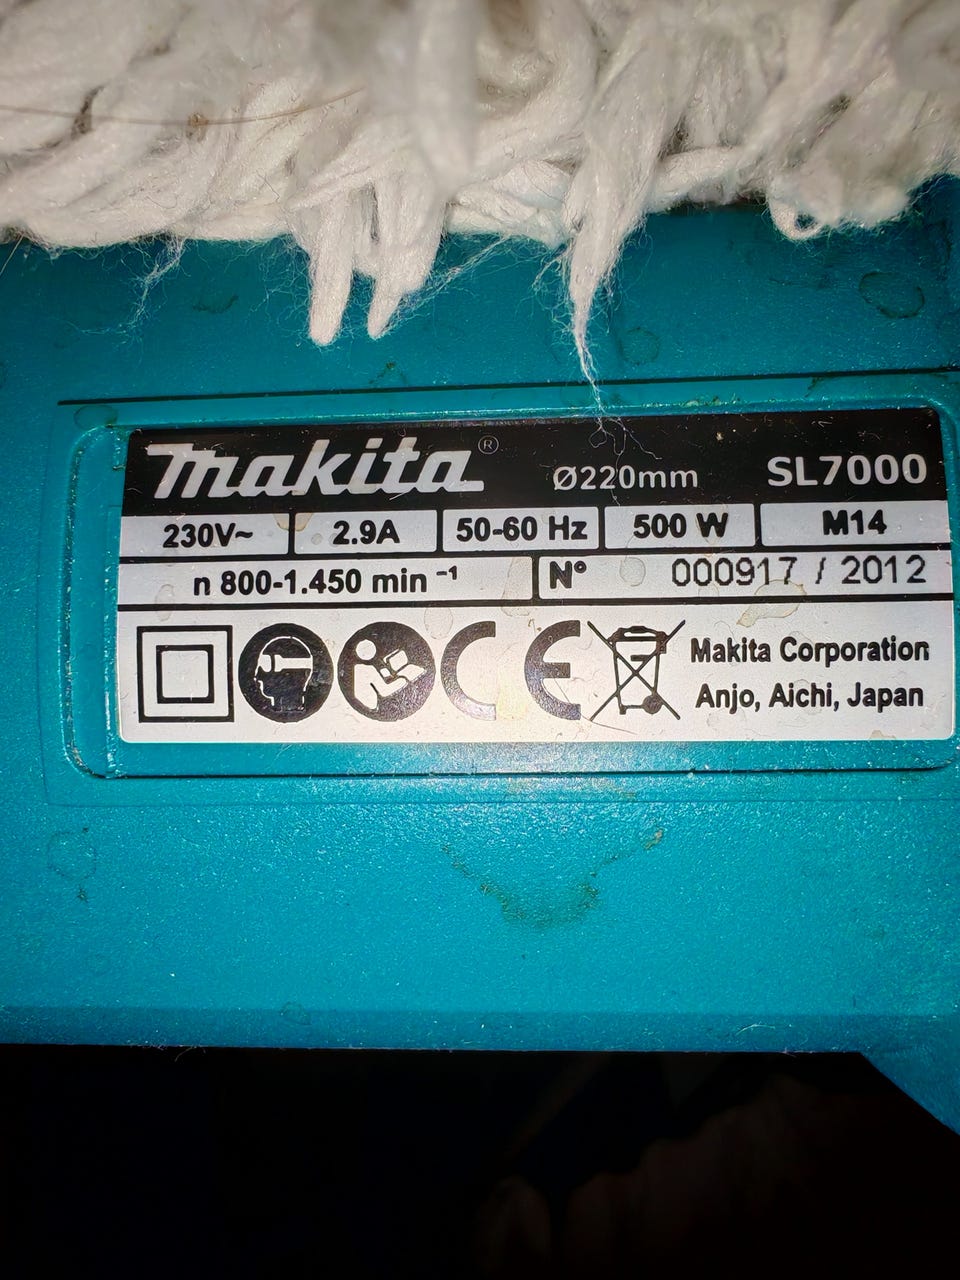 makita® Ø220mm SL7000
230V~ 2.9A 50-60 Hz 500 W M14
n 800-1.450 min ⁻¹ N° 000917 / 2012
CE Makita Corporation
Anjo, Aichi, Japan